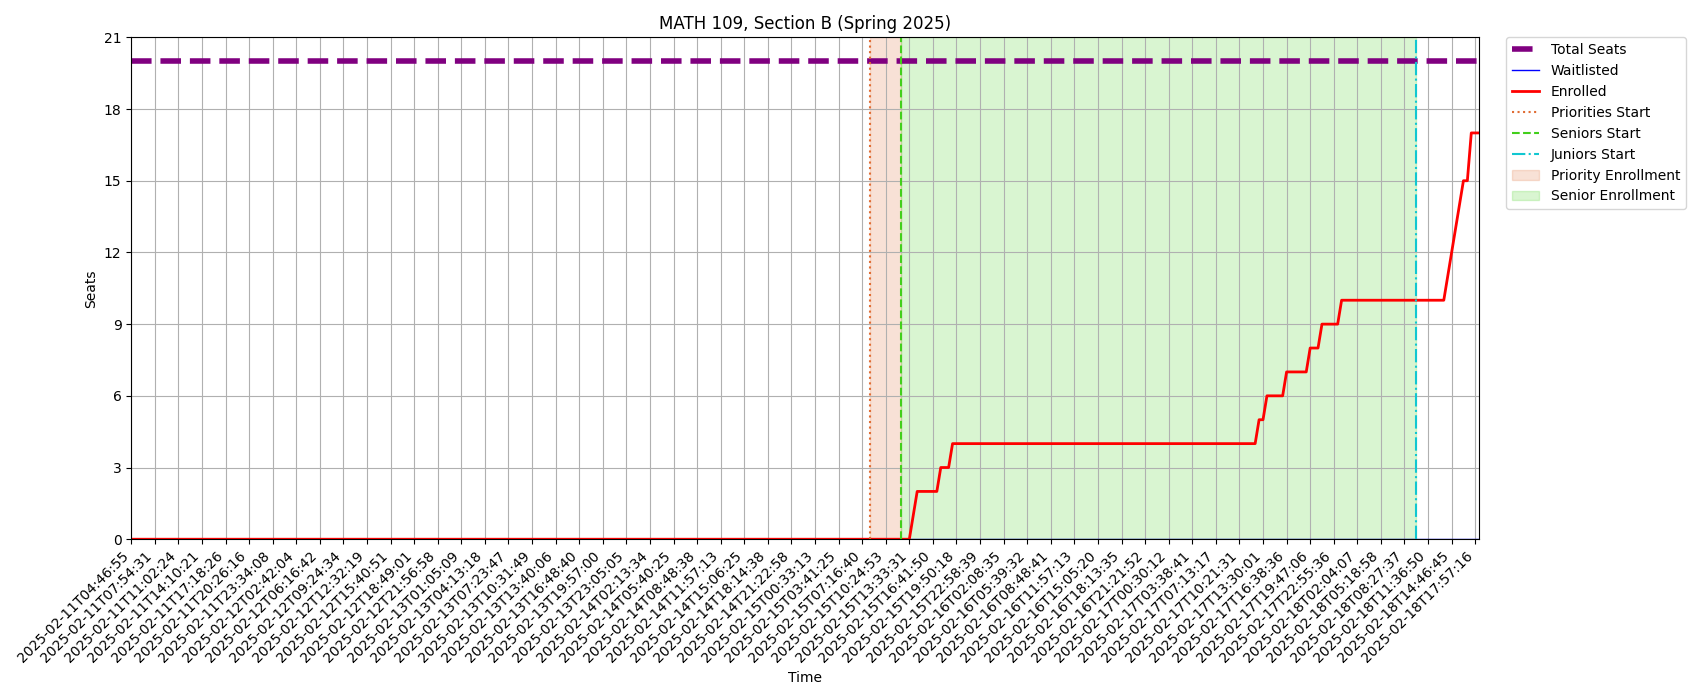 MATH 109, Section B (Spring 2025)
21
18
15
12
9
6
3
0
Seats
2025-02-11T04:46:55
2025-02-11T07:54:31
2025-02-11T11:02:24
2025-02-11T14:10:21
2025-02-11T17:18:26
2025-02-11T20:26:16
2025-02-11T23:34:08
2025-02-12T02:42:04
2025-02-12T06:16:42
2025-02-12T09:24:34
2025-02-12T12:32:19
2025-02-12T15:40:51
2025-02-12T18:49:01
2025-02-12T21:56:58
2025-02-13T01:05:09
2025-02-13T04:13:18
2025-02-13T07:23:47
2025-02-13T10:31:49
2025-02-13T13:40:06
2025-02-13T16:48:40
2025-02-13T19:57:00
2025-02-13T23:05:05
2025-02-14T02:13:34
2025-02-14T05:40:25
2025-02-14T08:48:38
2025-02-14T11:57:13
2025-02-14T15:06:25
2025-02-14T18:14:38
2025-02-14T21:22:58
2025-02-15T00:33:13
2025-02-15T03:41:25
2025-02-15T07:16:40
2025-02-15T10:24:53
2025-02-15T13:33:31
2025-02-15T16:41:50
2025-02-15T19:50:18
2025-02-15T22:58:39
2025-02-16T02:08:35
2025-02-16T05:39:32
2025-02-16T08:48:41
2025-02-16T11:57:13
2025-02-16T15:05:20
2025-02-16T18:13:35
2025-02-16T21:21:52
2025-02-17T00:30:12
2025-02-17T03:38:41
2025-02-17T07:13:17
2025-02-17T10:21:31
2025-02-17T13:30:01
2025-02-17T16:38:36
2025-02-17T19:47:06
2025-02-17T22:55:36
2025-02-18T02:04:07
2025-02-18T05:18:58
2025-02-18T08:27:37
2025-02-18T11:36:50
2025-02-18T14:46:45
2025-02-18T17:57:16
Time
Total Seats
Waitlisted
Enrolled
Priorities Start
Seniors Start
Juniors Start
Priority Enrollment
Senior Enrollment